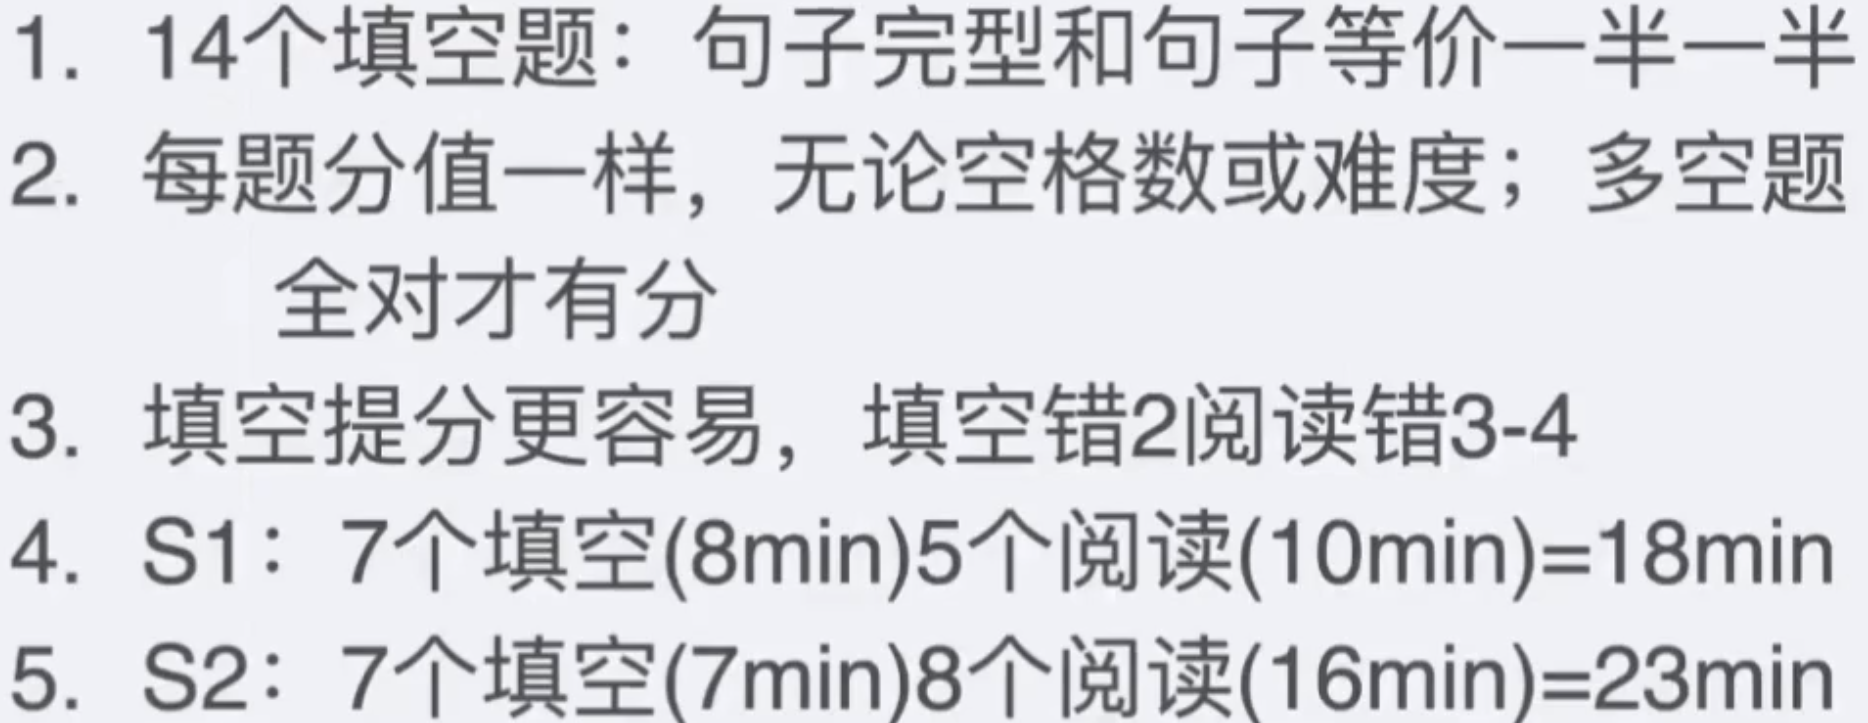 1. 14个填空题：句子完型和句子等价一半一半
2. 每题分值一样，无论空格数或难度；多空题
全对才有分
3. 填空提分更容易，填空错2阅读错3-4
4. S1：7个填空(8min)5个阅读(10min)=18min
5. S2：7个填空(7min)8个阅读(16min)=23min